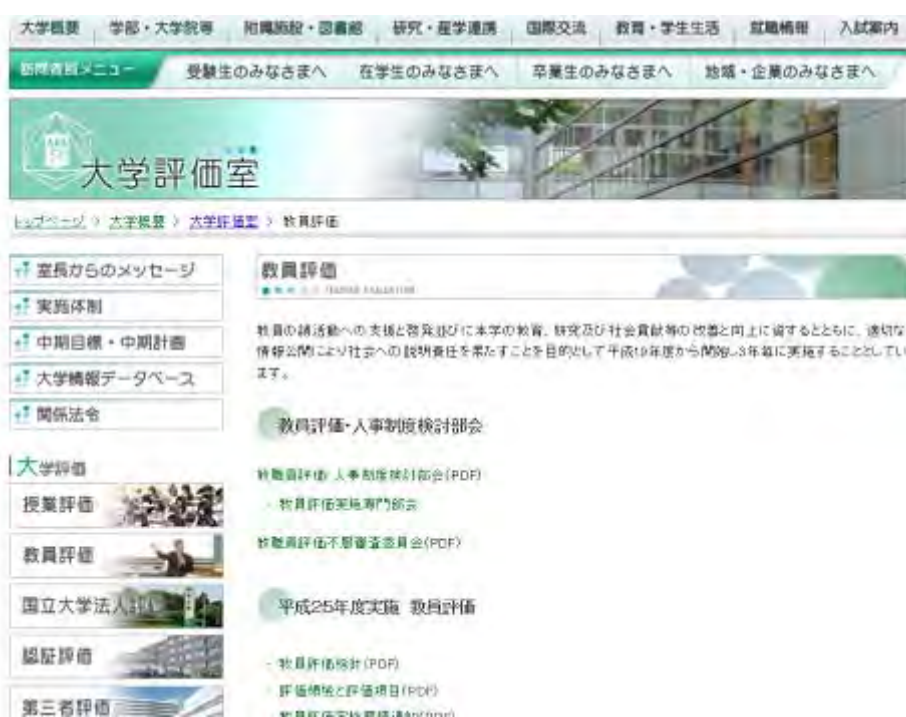 大学概要 学部・大学院等 附属施設・図書館 研究・産学連携 国際交流 教育・学生生活 就職情報 入試案内
訪問者別メニュー 受験生のみなさまへ 在学生のみなさまへ 卒業生のみなさまへ 地域・企業のみなさまへ
大学評価室
トップページ > 大学概要 > 大学評価室 > 教員評価
室長からのメッセージ
実施体制
中期目標・中期計画
大学情報データベース
関係法令
大学評価
授業評価
教員評価
国立大学法人評価
認証評価
第三者評価
教員評価
教員の諸活動への支援と啓発並びに本学の教育、研究及び社会貢献等の改善と向上に資するとともに、適切な
情報公開により社会への説明責任を果たすことを目的として平成19年度から開始し3年毎に実施することとしてい
ます。
教員評価・人事制度検討部会
教職員評価・人事制度検討部会(PDF)
・ 教員評価実施専門部会
教職員評価不服審査委員会(PDF)
平成25年度実施 教員評価
・ 教員評価指針(PDF)
・ 評価領域と評価項目(PDF)